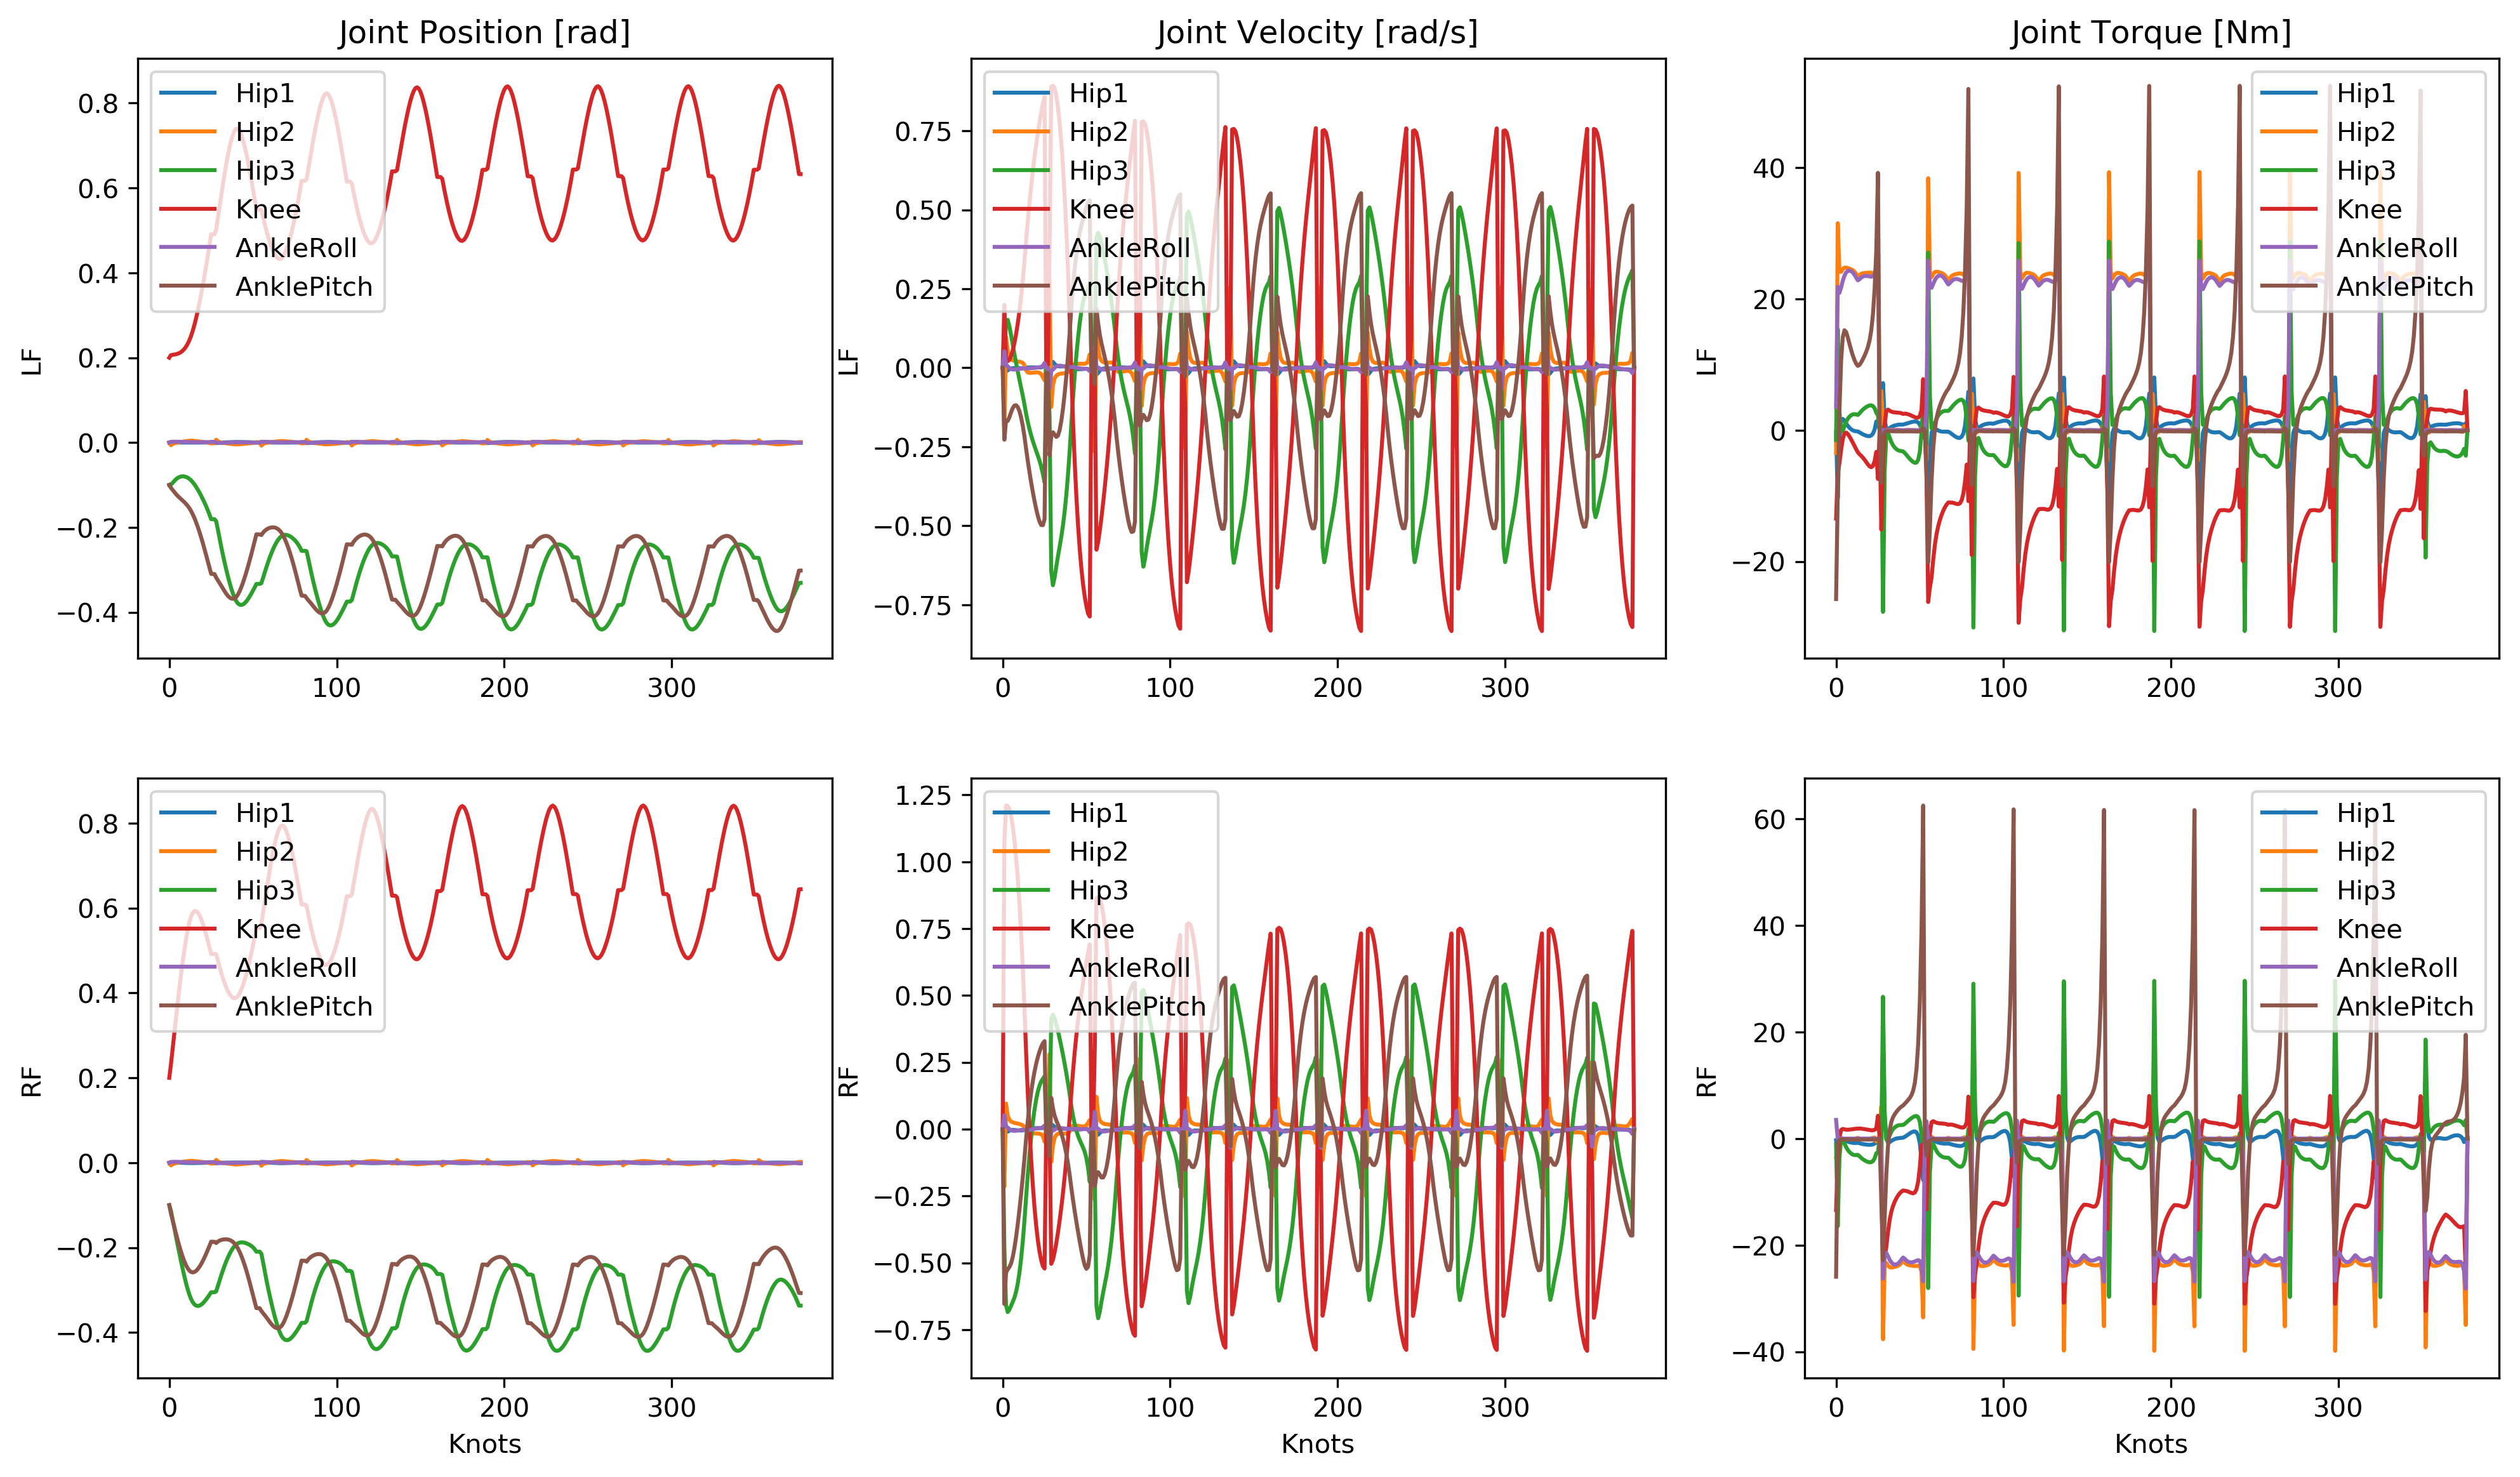 Joint Position [rad]
Joint Velocity [rad/s]
Joint Torque [Nm]
LF
0.8
0.6
0.4
0.2
0.0
−0.2
−0.4
0
100
200
300
Hip1
Hip2
Hip3
Knee
AnkleRoll
AnklePitch
LF
0.75
0.50
0.25
0.00
−0.25
−0.50
−0.75
0
100
200
300
Hip1
Hip2
Hip3
Knee
AnkleRoll
AnklePitch
LF
40
20
0
−20
0
100
200
300
Hip1
Hip2
Hip3
Knee
AnkleRoll
AnklePitch
RF
0.8
0.6
0.4
0.2
0.0
−0.2
−0.4
0
100
200
300
Knots
Hip1
Hip2
Hip3
Knee
AnkleRoll
AnklePitch
RF
1.25
1.00
0.75
0.50
0.25
0.00
−0.25
−0.50
−0.75
0
100
200
300
Knots
Hip1
Hip2
Hip3
Knee
AnkleRoll
AnklePitch
RF
60
40
20
0
−20
−40
0
100
200
300
Knots
Hip1
Hip2
Hip3
Knee
AnkleRoll
AnklePitch